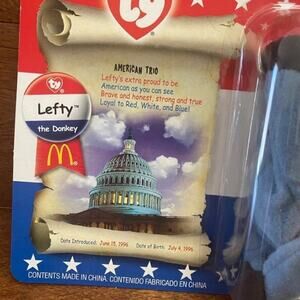 ty
AMERICAN TRIO
Lefty's extra proud to be
American as you can see
Brave and honest, strong and true
Loyal to Red, White, and Blue!
ty
Lefty™
the Donkey
Date Introduced: June 15, 1996 Date of Birth: July 4, 1996
CONTENTS MADE IN CHINA. CONTENIDO FABRICADO EN CHINA